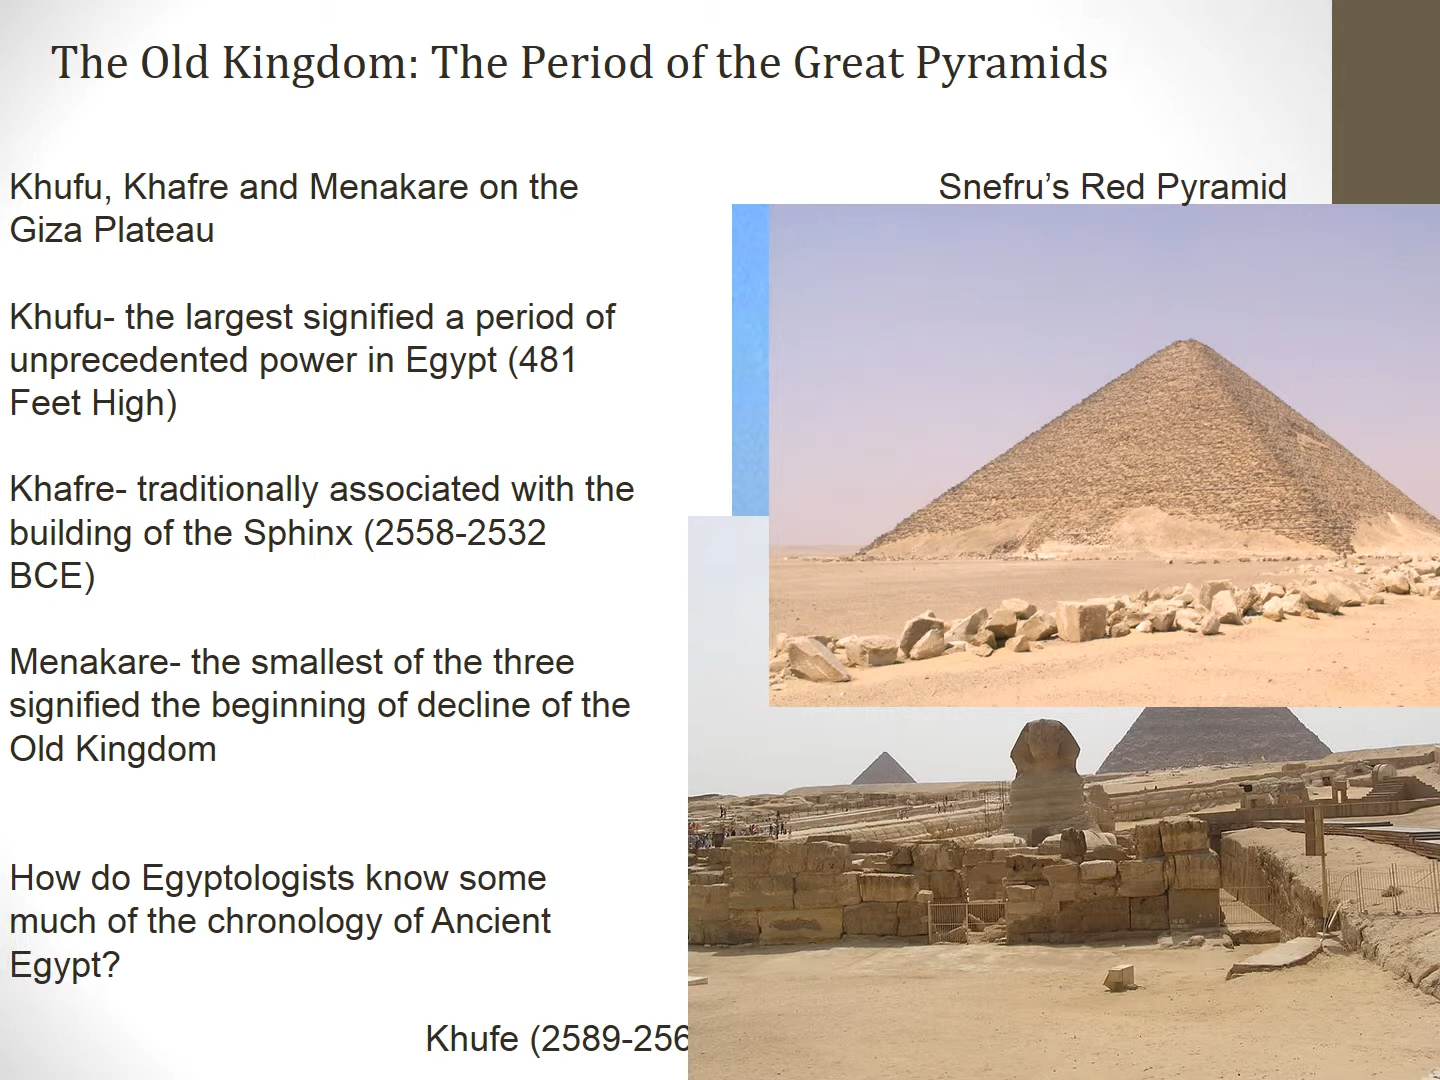 The Old Kingdom: The Period of the Great Pyramids
Khufu, Khafre and Menakare on the
Giza Plateau
Khufu- the largest signified a period of
unprecedented power in Egypt (481
Feet High)
Khafre- traditionally associated with the
building of the Sphinx (2558-2532
BCE)
Menakare- the smallest of the three
signified the beginning of decline of the
Old Kingdom
How do Egyptologists know some
much of the chronology of Ancient
Egypt?
Khufe (2589-256
Snefru’s Red Pyramid